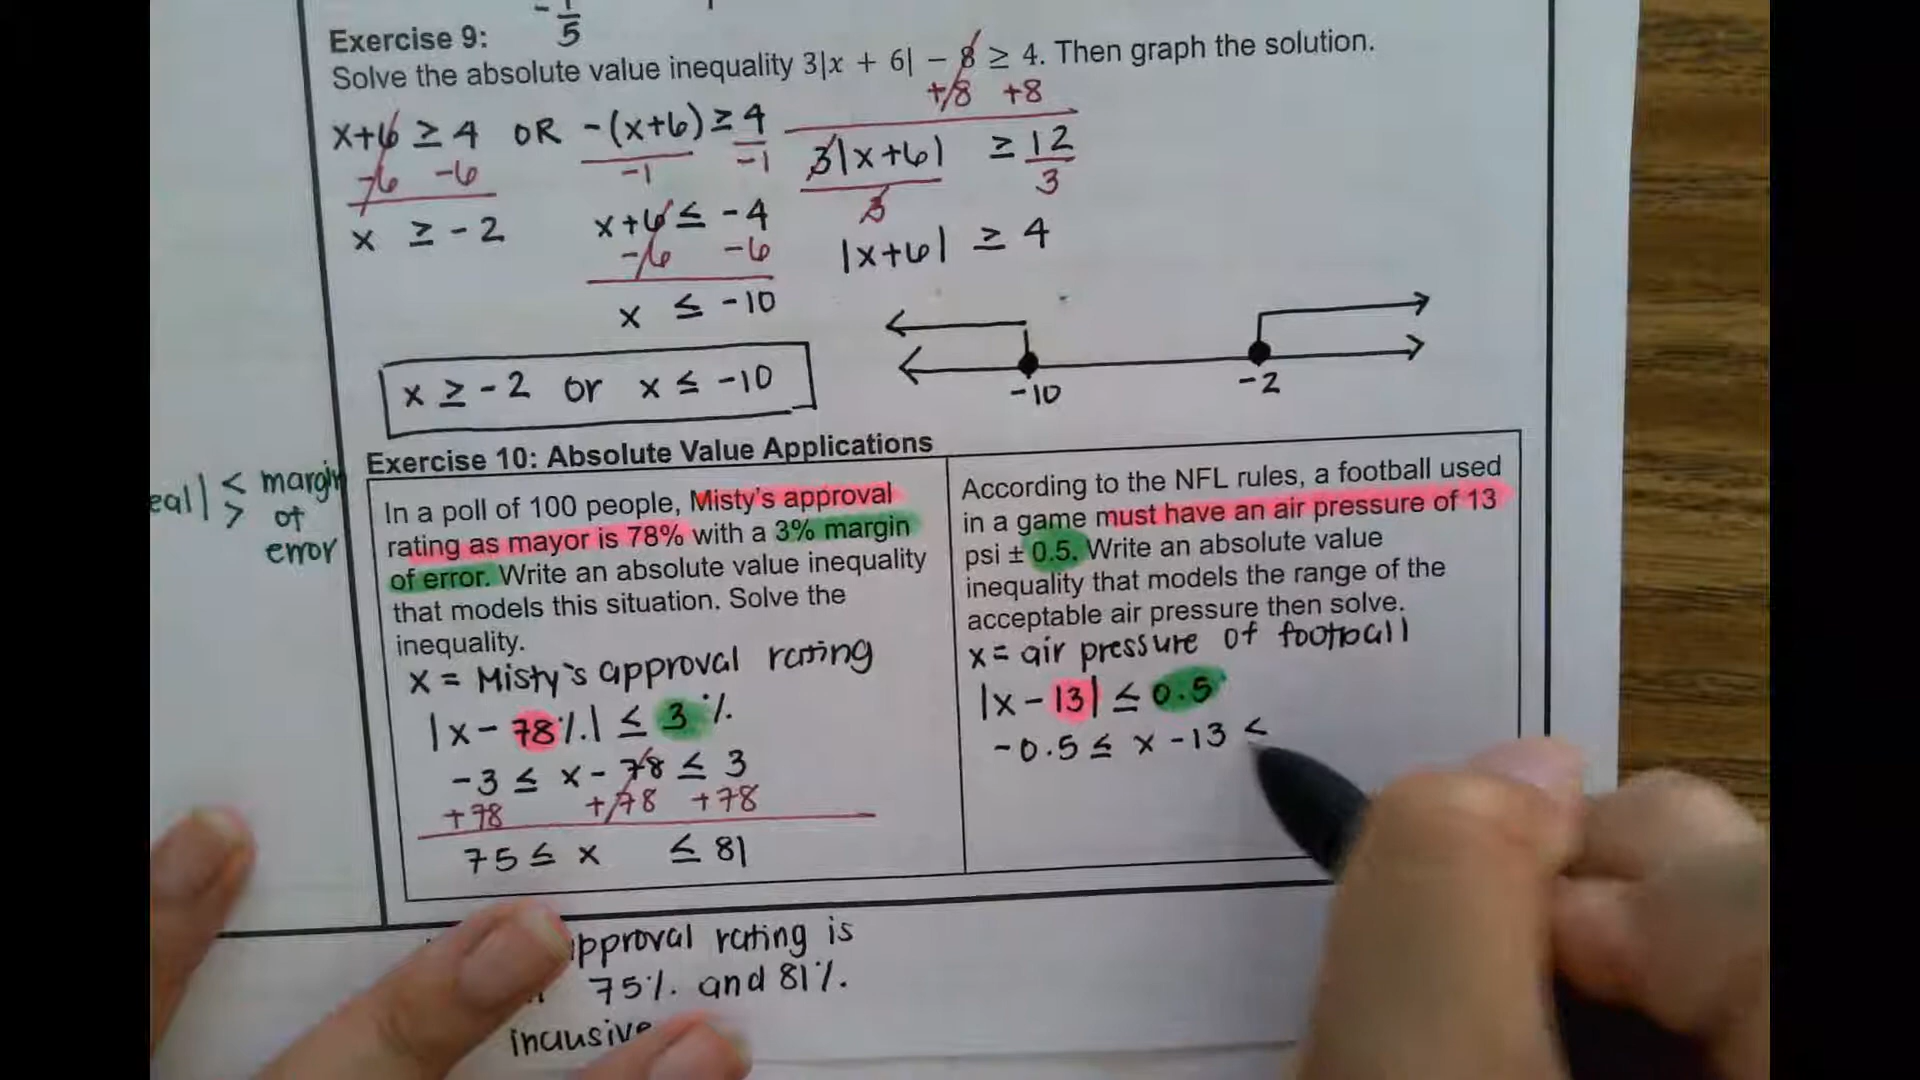 -1/5
Exercise 9:
Solve the absolute value inequality 3|x + 6| − 8 ≥ 4. Then graph the solution.
+8 +8
x+6 ≥ 4 OR -(x+6) ≥ 4
-6 -6
-1 -1
3|x+6| ≥ 12
3 3
x ≥ -2
x+6 ≤ -4
-6 -6
|x+6| ≥ 4
x ≤ -10
-10 -2
x ≥ -2 or x ≤ -10
eal| < margin
> of
error
Exercise 10: Absolute Value Applications
In a poll of 100 people, Misty's approval
rating as mayor is 78% with a 3% margin
of error. Write an absolute value inequality
that models this situation. Solve the
inequality.
x = Misty's approval rating
|x - 78%| ≤ 3%
-3 ≤ x - 78 ≤ 3
+78 +78 +78
75 ≤ x ≤ 81
approval rating is
75% and 81%.
inclusive
According to the NFL rules, a football used
in a game must have an air pressure of 13
psi ± 0.5. Write an absolute value
inequality that models the range of the
acceptable air pressure then solve.
x = air pressure of football
|x - 13| ≤ 0.5
-0.5 ≤ x - 13 <